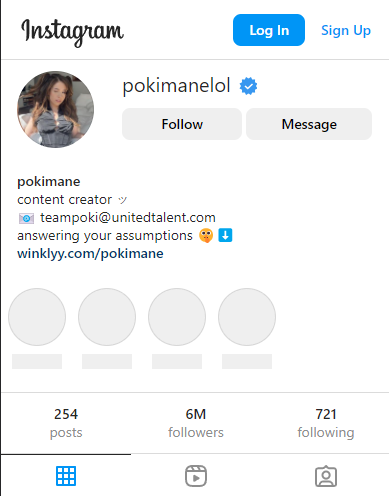 Instagram
Log In
Sign Up
pokimanelol
Follow
Message
pokimane
content creator ッ
📧 teampoki@unitedtalent.com
answering your assumptions 🤔⬇️
winklyy.com/pokimane
254
posts
6M
followers
721
following